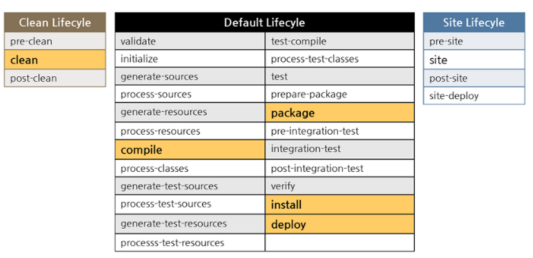 Clean Lifecyle
pre-clean
clean
post-clean
Default Lifecyle
validate
initialize
generate-sources
process-sources
generate-resources
process-resources
compile
process-classes
generate-test-sources
process-test-sources
generate-test-resources
processs-test-resources
test-compile
process-test-classes
test
prepare-package
package
pre-integration-test
integration-test
post-integration-test
verify
install
deploy
Site Lifecyle
pre-site
site
post-site
site-deploy